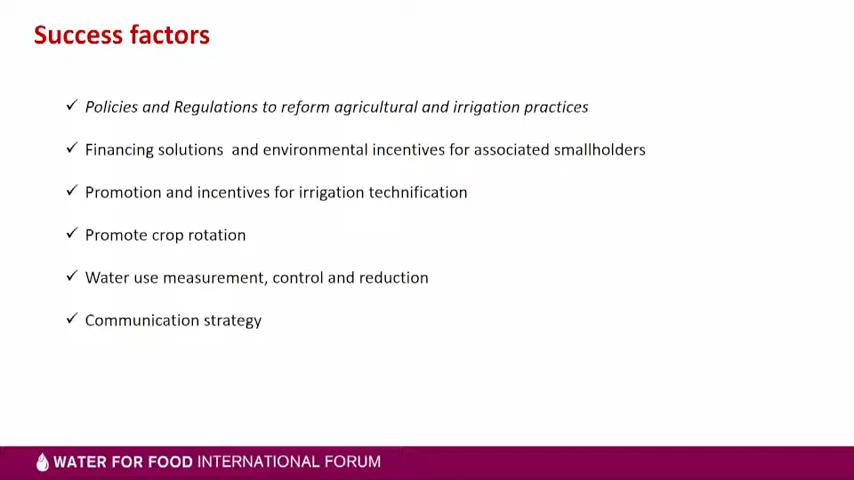 Success factors
✓ Policies and Regulations to reform agricultural and irrigation practices
✓ Financing solutions and environmental incentives for associated smallholders
✓ Promotion and incentives for irrigation technification
✓ Promote crop rotation
✓ Water use measurement, control and reduction
✓ Communication strategy
WATER FOR FOOD INTERNATIONAL FORUM